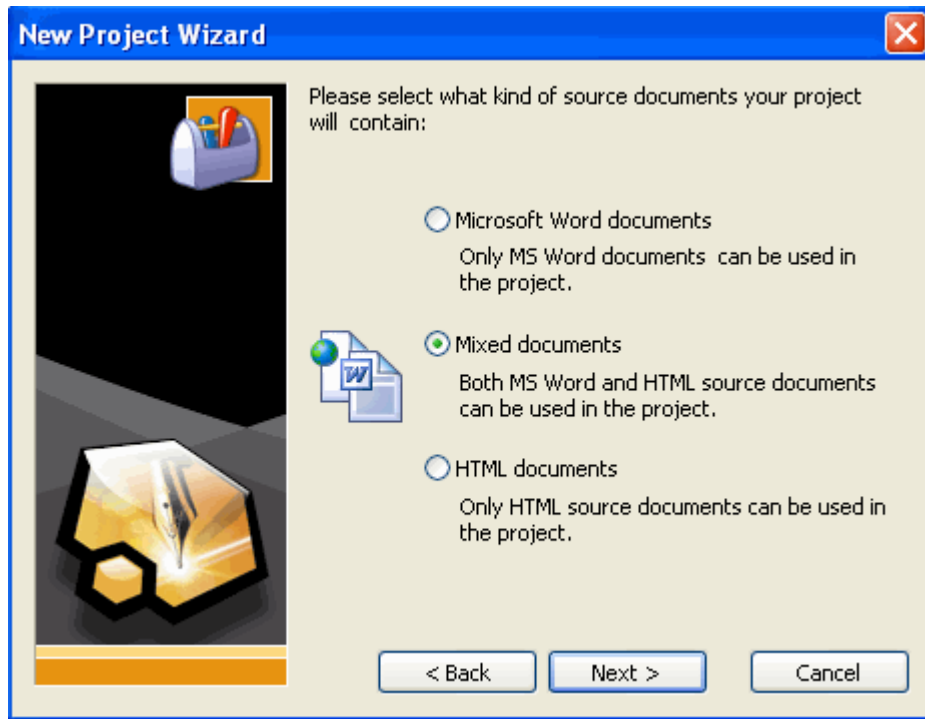 New Project Wizard
Please select what kind of source documents your project
will contain:
Microsoft Word documents
Only MS Word documents can be used in
the project.
Mixed documents
Both MS Word and HTML source documents
can be used in the project.
HTML documents
Only HTML source documents can be used in
the project.
< Back
Next >
Cancel